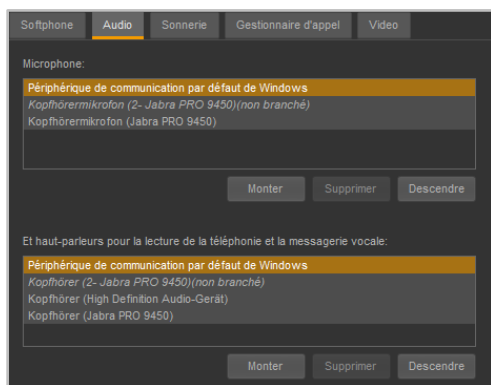 Softphone Audio Sonnerie Gestionnaire d'appel Video
Microphone:
Périphérique de communication par défaut de Windows
Kopfhörermikrofon (2- Jabra PRO 9450)(non branché)
Kopfhörermikrofon (Jabra PRO 9450)
Monter Supprimer Descendre
Et haut-parleurs pour la lecture de la téléphonie et la messagerie vocale:
Périphérique de communication par défaut de Windows
Kopfhörer (2- Jabra PRO 9450)(non branché)
Kopfhörer (High Definition Audio-Gerät)
Kopfhörer (Jabra PRO 9450)
Monter Supprimer Descendre